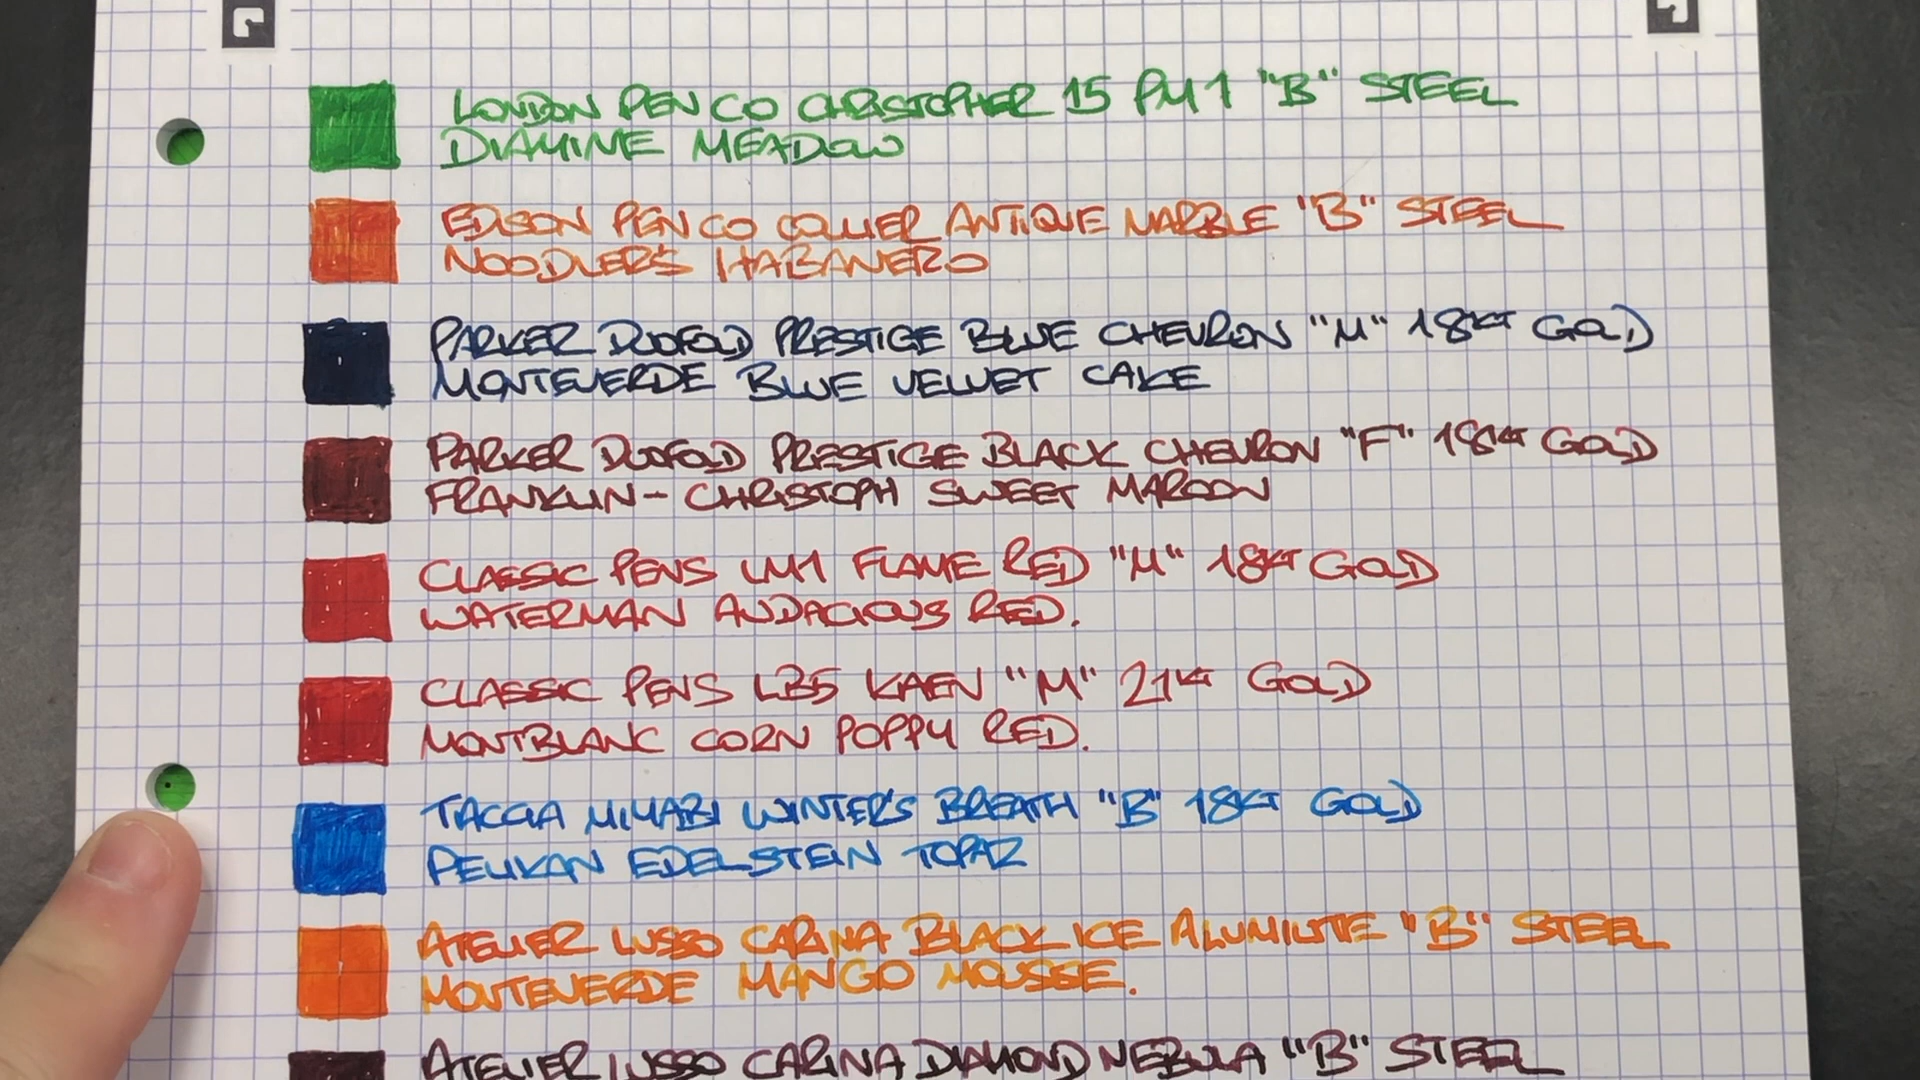 LONDON PEN CO CHRISTOPHER 15 PM1 "B" STEEL
DIAMINE MEADOW
EDISON PEN CO COLLIER ANTIQUE MARBLE "B" STEEL
NOODLER'S HABANERO
PARKER DUOFOLD PRESTIGE BLUE CHEVRON "M" 18KT GOLD
MONTEVERDE BLUE VELVET CAKE
PARKER DUOFOLD PRESTIGE BLACK CHEVRON "F" 18KT GOLD
FRANKLIN-CHRISTOPH SWEET MAROON
CLASSIC PENS LM1 FLAME RED "M" 18KT GOLD
WATERMAN AUDACIOUS RED.
CLASSIC PENS LB5 KAEN "M" 21KT GOLD
MONTBLANC CORN POPPY RED.
TACCIA MIYABI WINTER'S BREATH "B" 18KT GOLD
PELIKAN EDELSTEIN TOPAZ
ATELIER LUSSO CARINA BLACK ICE ALUMILITE "B" STEEL
MONTEVERDE MANGO MOUSSE.
ATELIER LUSSO CARINA DIAMOND NEBULA "B" STEEL